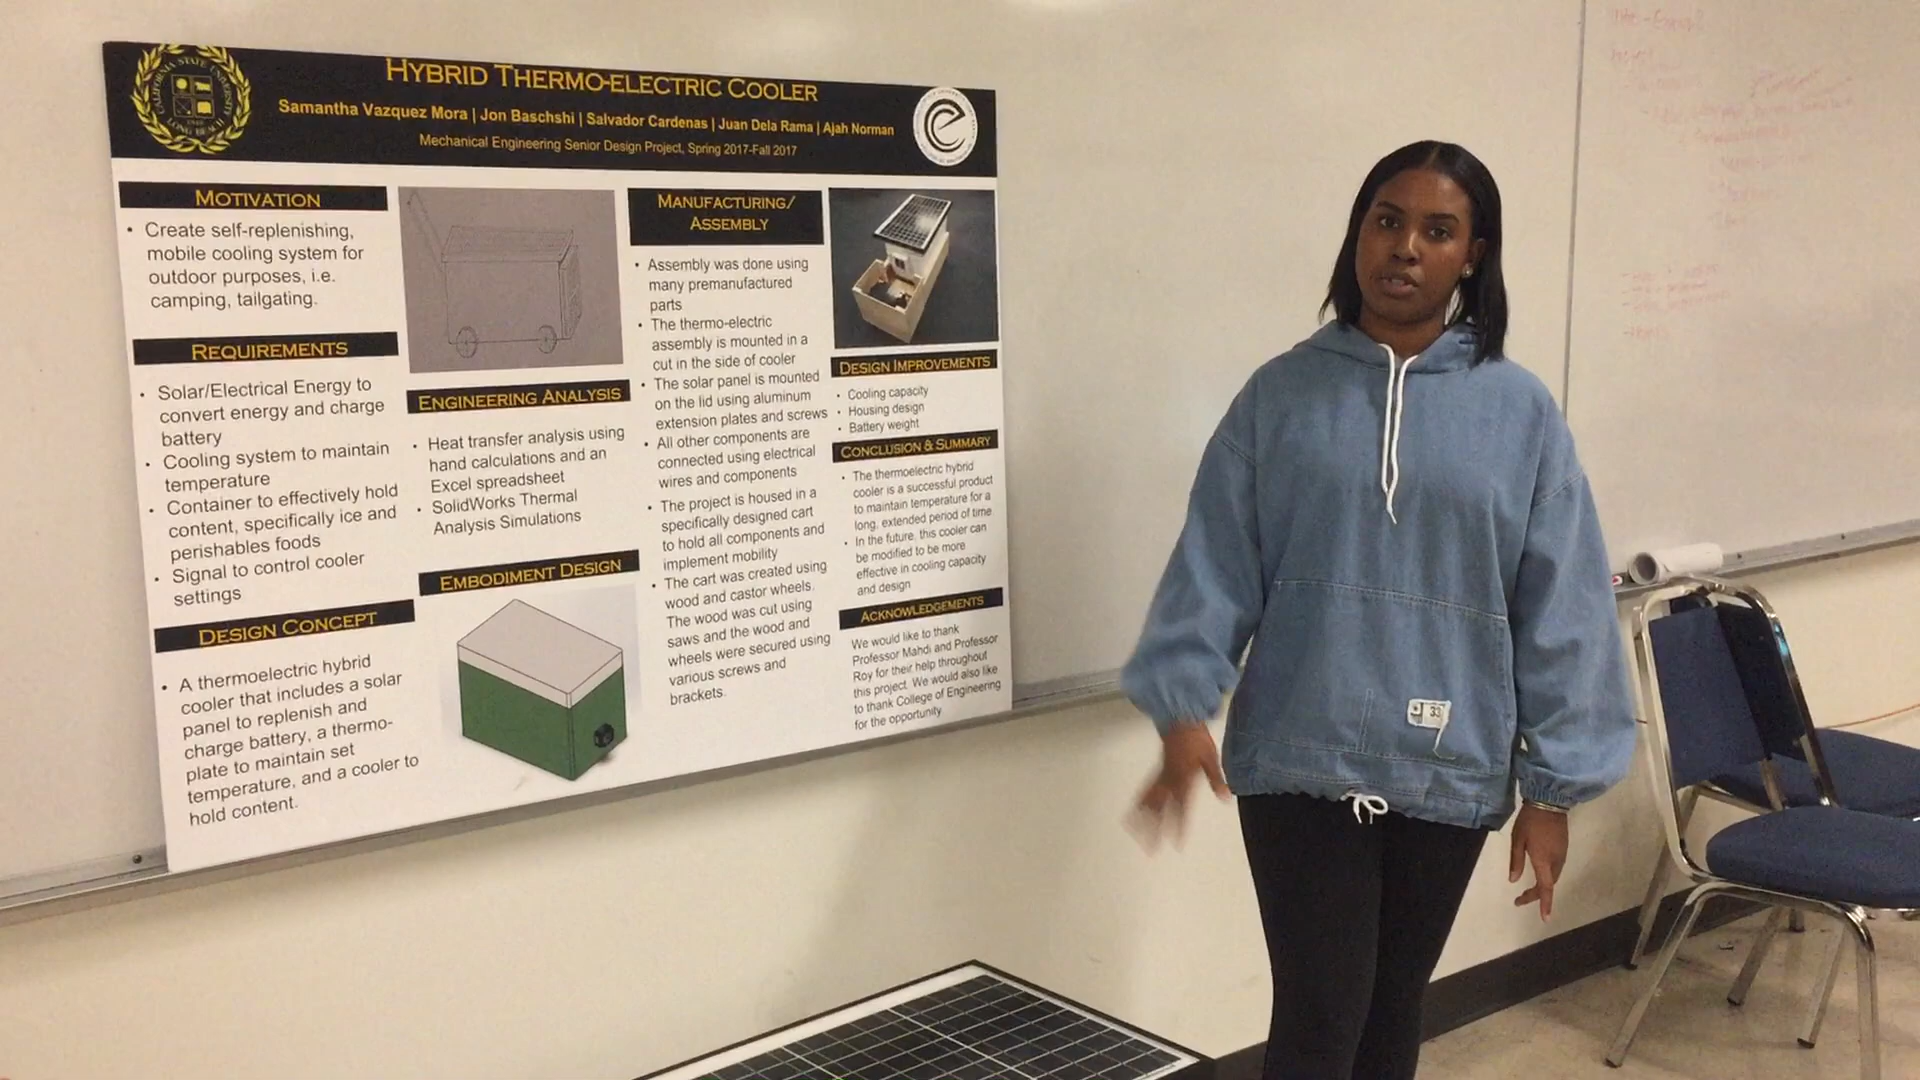 HYBRID THERMO-ELECTRIC COOLER
Samantha Vazquez Mora | Jon Baschshi | Salvador Cardenas | Juan Dela Rama | Ajah Norman
Mechanical Engineering Senior Design Project, Spring 2017-Fall 2017
CALIFORNIA STATE UNIVERSITY
LONG BEACH
MOTIVATION
• Create self-replenishing,
mobile cooling system for
outdoor purposes, i.e.
camping, tailgating.
REQUIREMENTS
• Solar/Electrical Energy to
convert energy and charge
battery
• Cooling system to maintain
temperature
• Container to effectively hold
content, specifically ice and
perishables foods
• Signal to control cooler
settings
DESIGN CONCEPT
• A thermoelectric hybrid
cooler that includes a solar
panel to replenish and
charge battery, a thermo-
plate to maintain set
temperature, and a cooler to
hold content.
ENGINEERING ANALYSIS
• Heat transfer analysis using
hand calculations and an
Excel spreadsheet
• SolidWorks Thermal
Analysis Simulations
EMBODIMENT DESIGN
MANUFACTURING/
ASSEMBLY
• Assembly was done using
many premanufactured
parts
• The thermo-electric
assembly is mounted in a
cut in the side of cooler
• The solar panel is mounted
on the lid using aluminum
extension plates and screws
• All other components are
connected using electrical
wires and components
• The project is housed in a
specifically designed cart
to hold all components and
implement mobility
• The cart was created using
wood and castor wheels.
The wood was cut using
saws and the wood and
wheels were secured using
various screws and
brackets.
DESIGN IMPROVEMENTS
• Cooling capacity
• Housing design
• Battery weight
CONCLUSION & SUMMARY
• The thermoelectric hybrid
cooler is a successful product
to maintain temperature for a
long, extended period of time
• In the future, this cooler can
be modified to be more
effective in cooling capacity
and design
ACKNOWLEDGEMENTS
We would like to thank
Professor Mahdi and Professor
Roy for their help throughout
this project. We would also like
to thank College of Engineering
for the opportunity
33